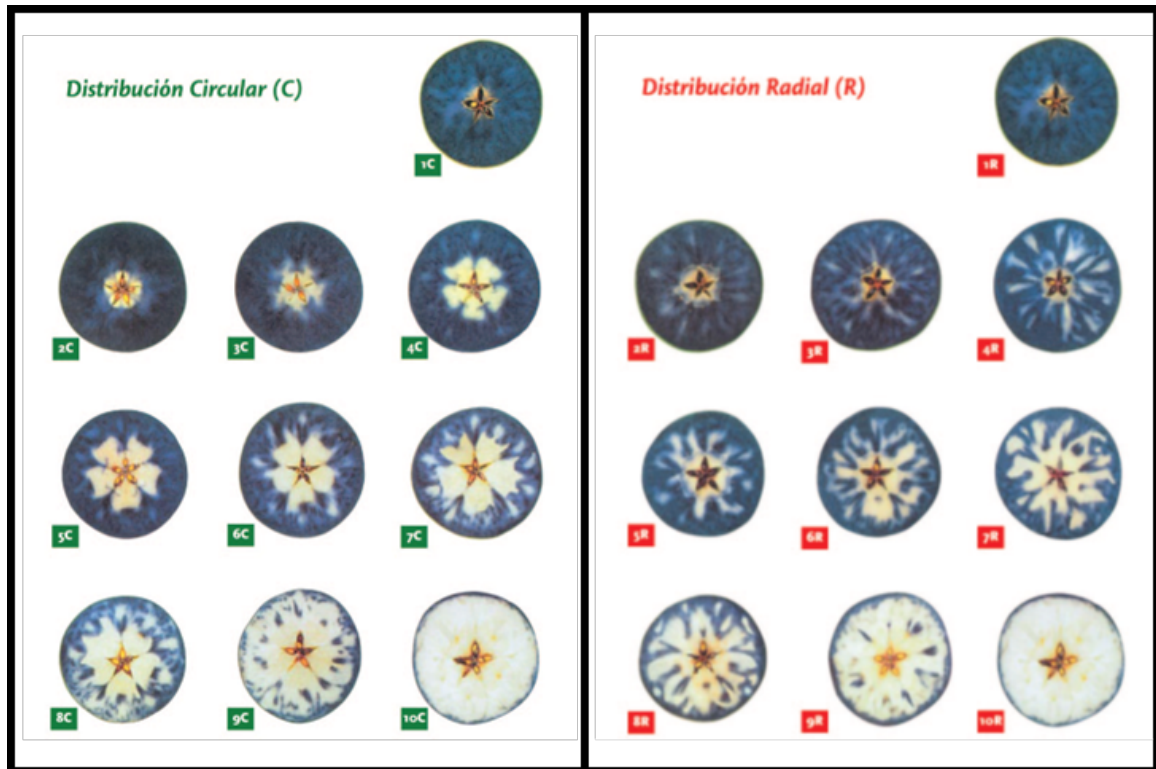 Distribución Circular (C)
1C
2C
3C
4C
5C
6C
7C
8C
9C
10C
Distribución Radial (R)
1R
2R
3R
4R
5R
6R
7R
8R
9R
10R